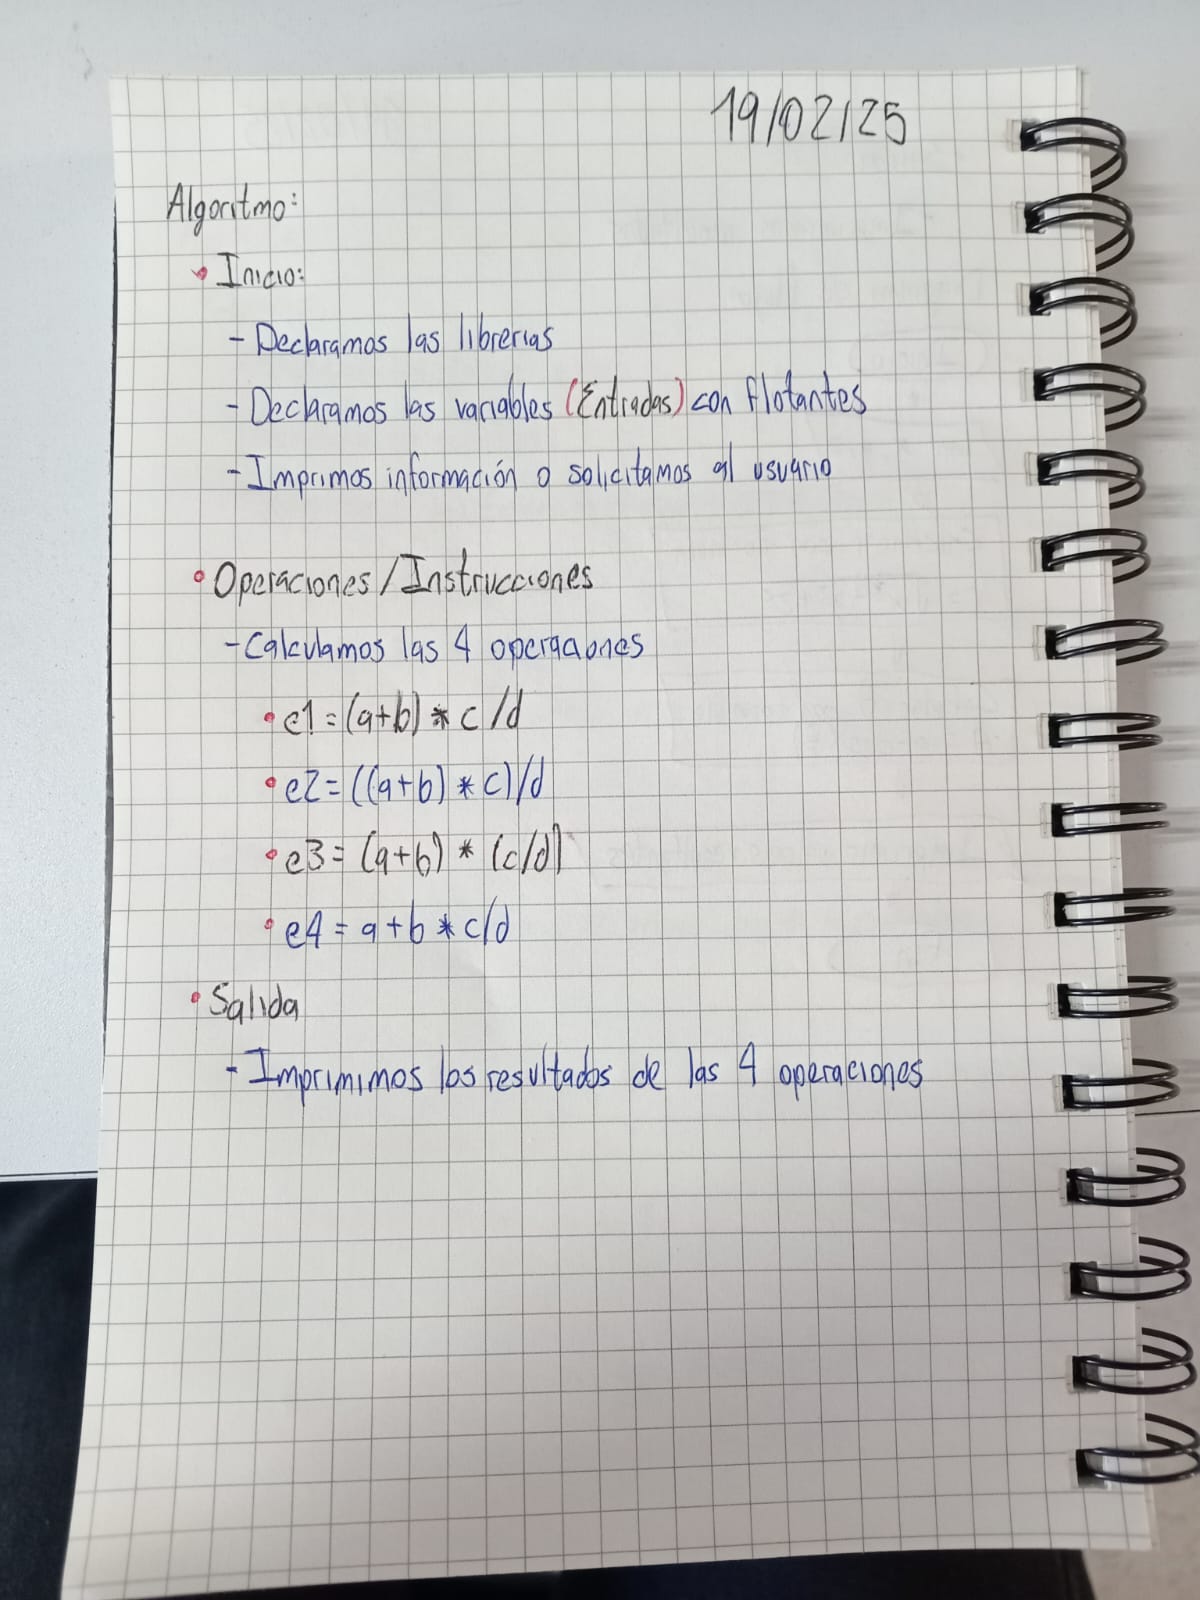 19/02/25
Algoritmo:
• Inicio:
- Declaramos las librerias
- Declaramos las variables (Entradas) con flotantes
- Imprimos información o solicitamos al usuario
• Operaciones/Instrucciones
- Calculamos las 4 operaciones
• e1 = (a+b) * c/d
• e2 = ((a+b) * c)/d
• e3 = (a+b) * (c/d)
• e4 = a+b * c/d
• Salida
- Imprimimos los resultados de las 4 operaciones